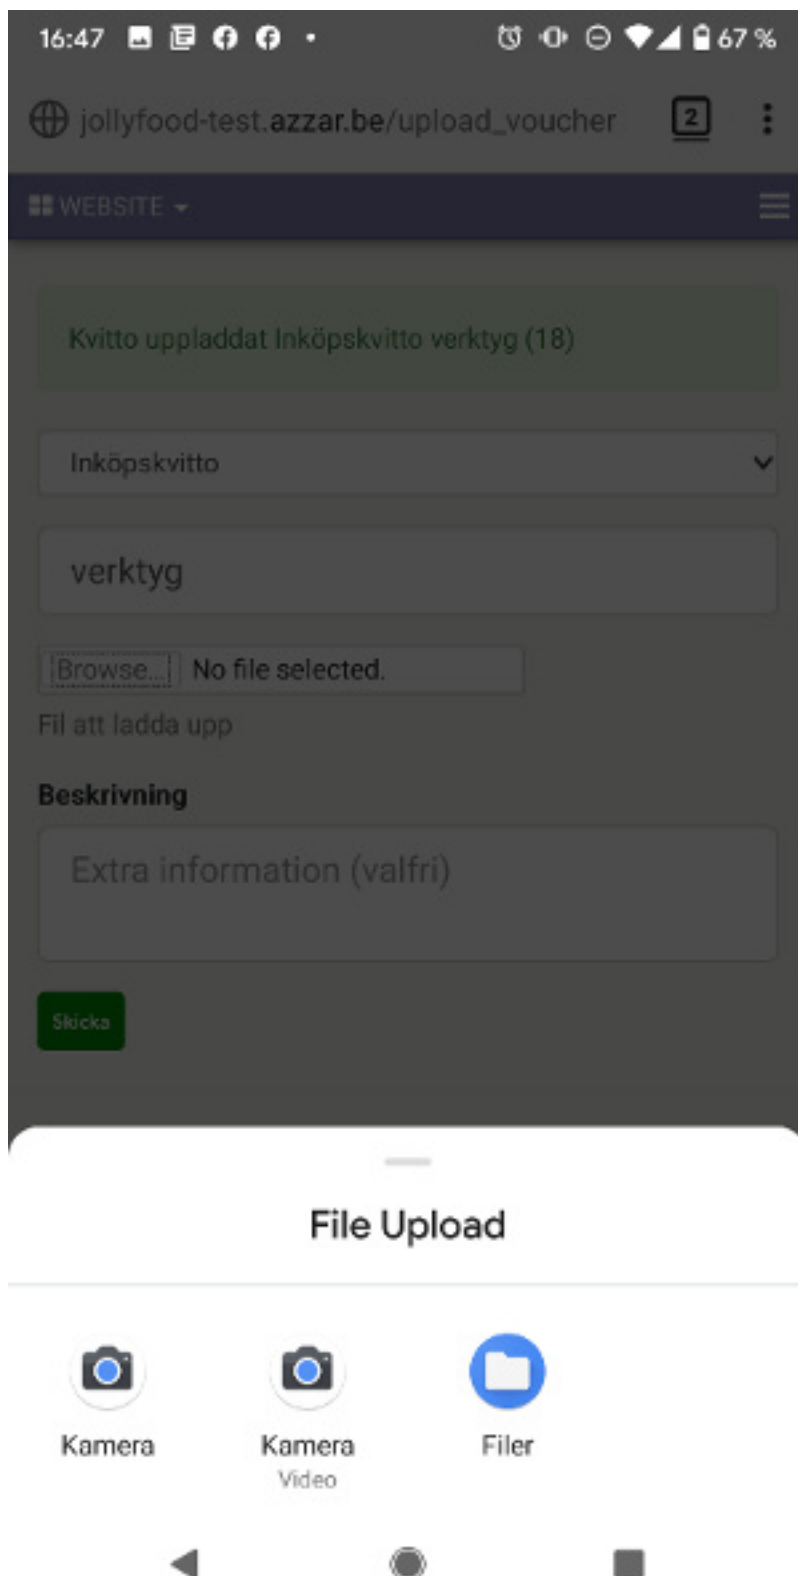 16:47 67 %
jollyfood-test.azzar.be/upload_voucher 2
WEBSITE
Kvitto uppladdat Inköpskvitto verktyg (18)
Inköpskvitto
verktyg
Browse... No file selected.
Fil att ladda upp
Beskrivning
Extra information (valfri)
Skicka
File Upload
Kamera Kamera Filer
Video